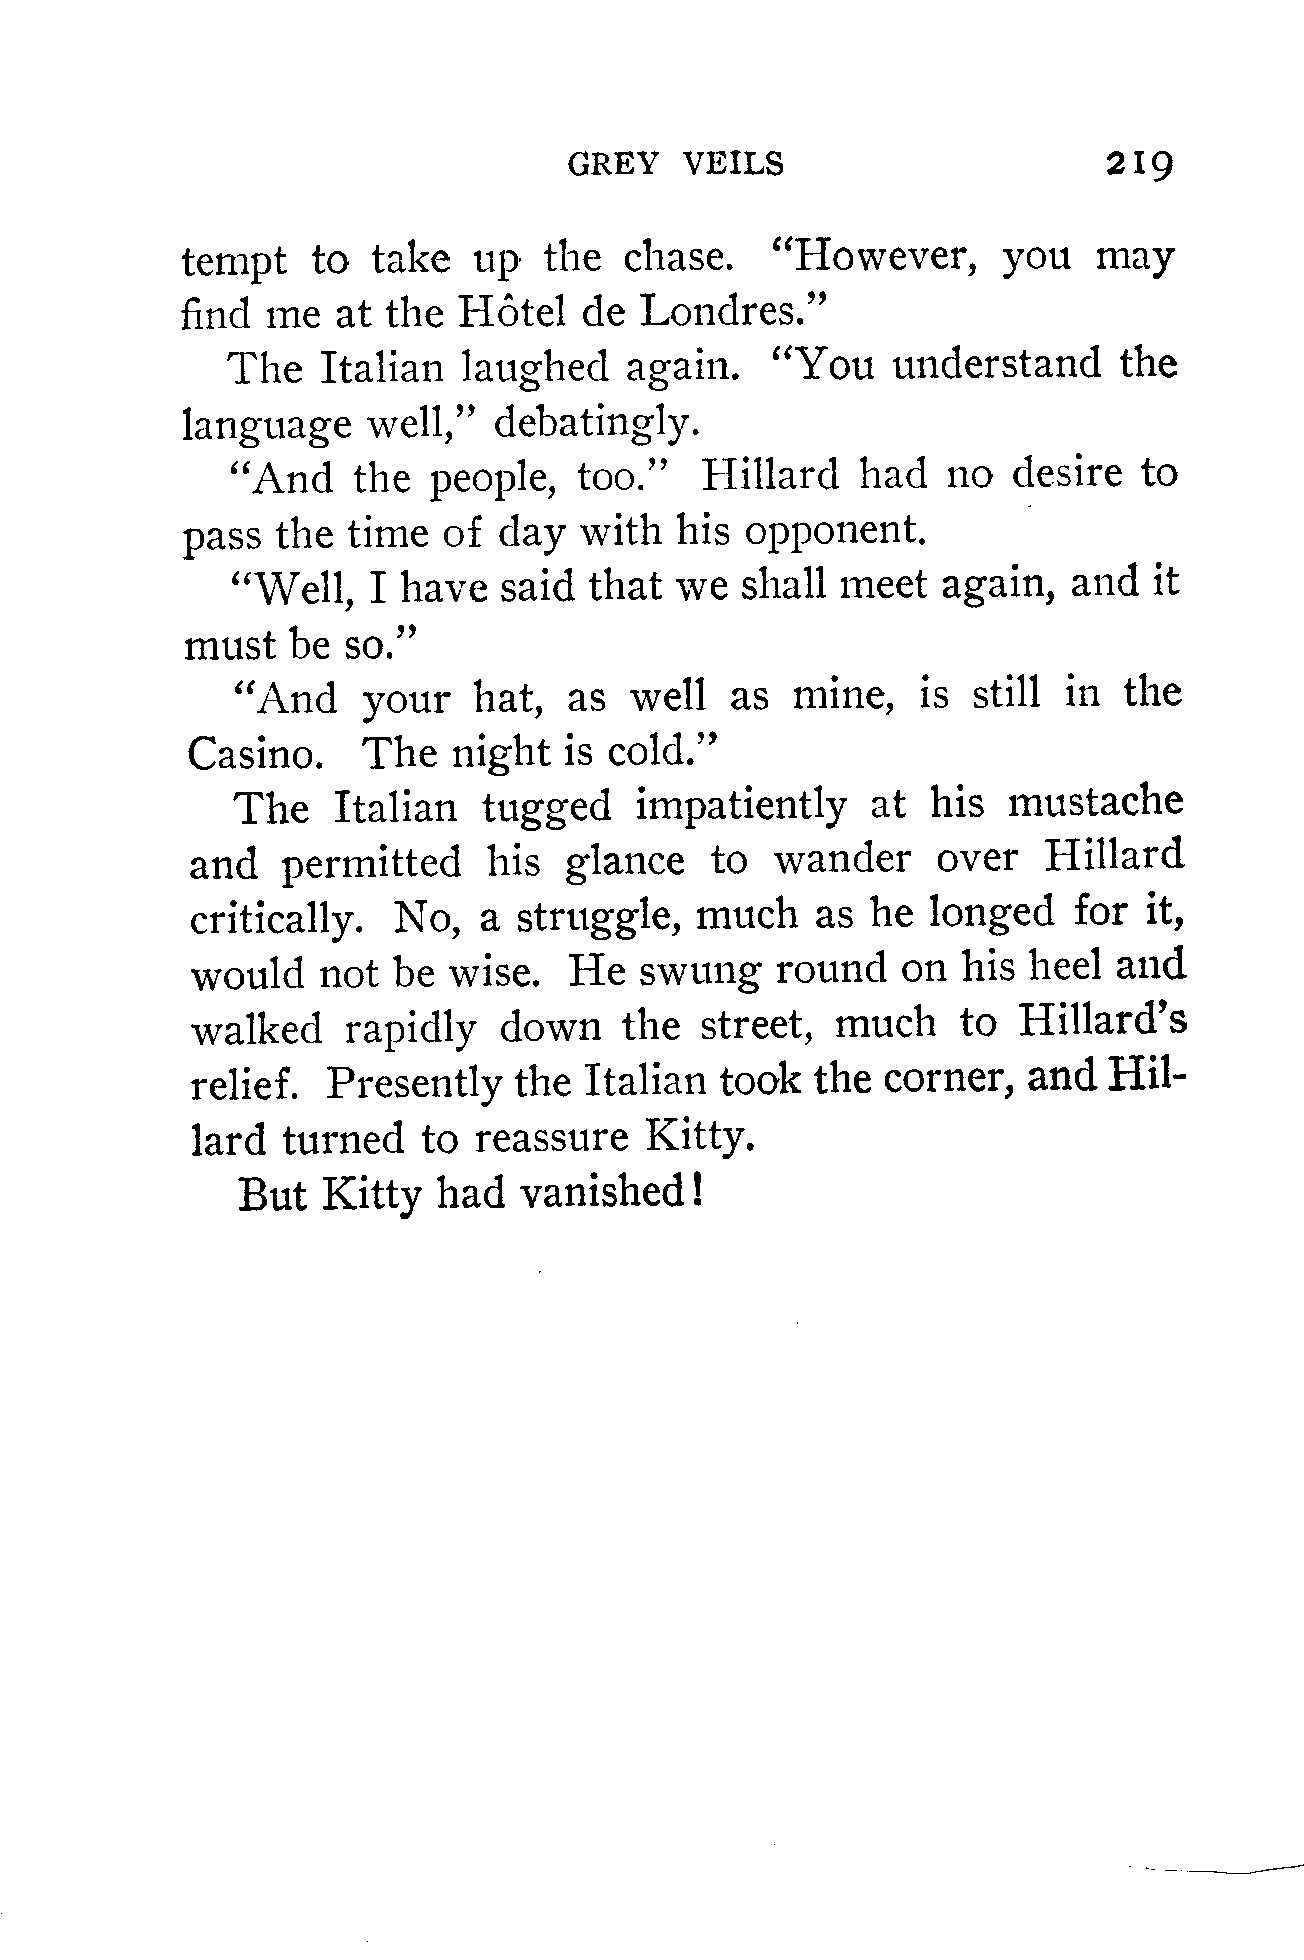 GREY VEILS 219
tempt to take up the chase. “However, you may
find me at the Hôtel de Londres.”
The Italian laughed again. “You understand the
language well,” debatingly.
“And the people, too.” Hillard had no desire to
pass the time of day with his opponent.
“Well, I have said that we shall meet again, and it
must be so.”
“And your hat, as well as mine, is still in the
Casino. The night is cold.”
The Italian tugged impatiently at his mustache
and permitted his glance to wander over Hillard
critically. No, a struggle, much as he longed for it,
would not be wise. He swung round on his heel and
walked rapidly down the street, much to Hillard’s
relief. Presently the Italian took the corner, and Hil-
lard turned to reassure Kitty.
But Kitty had vanished!